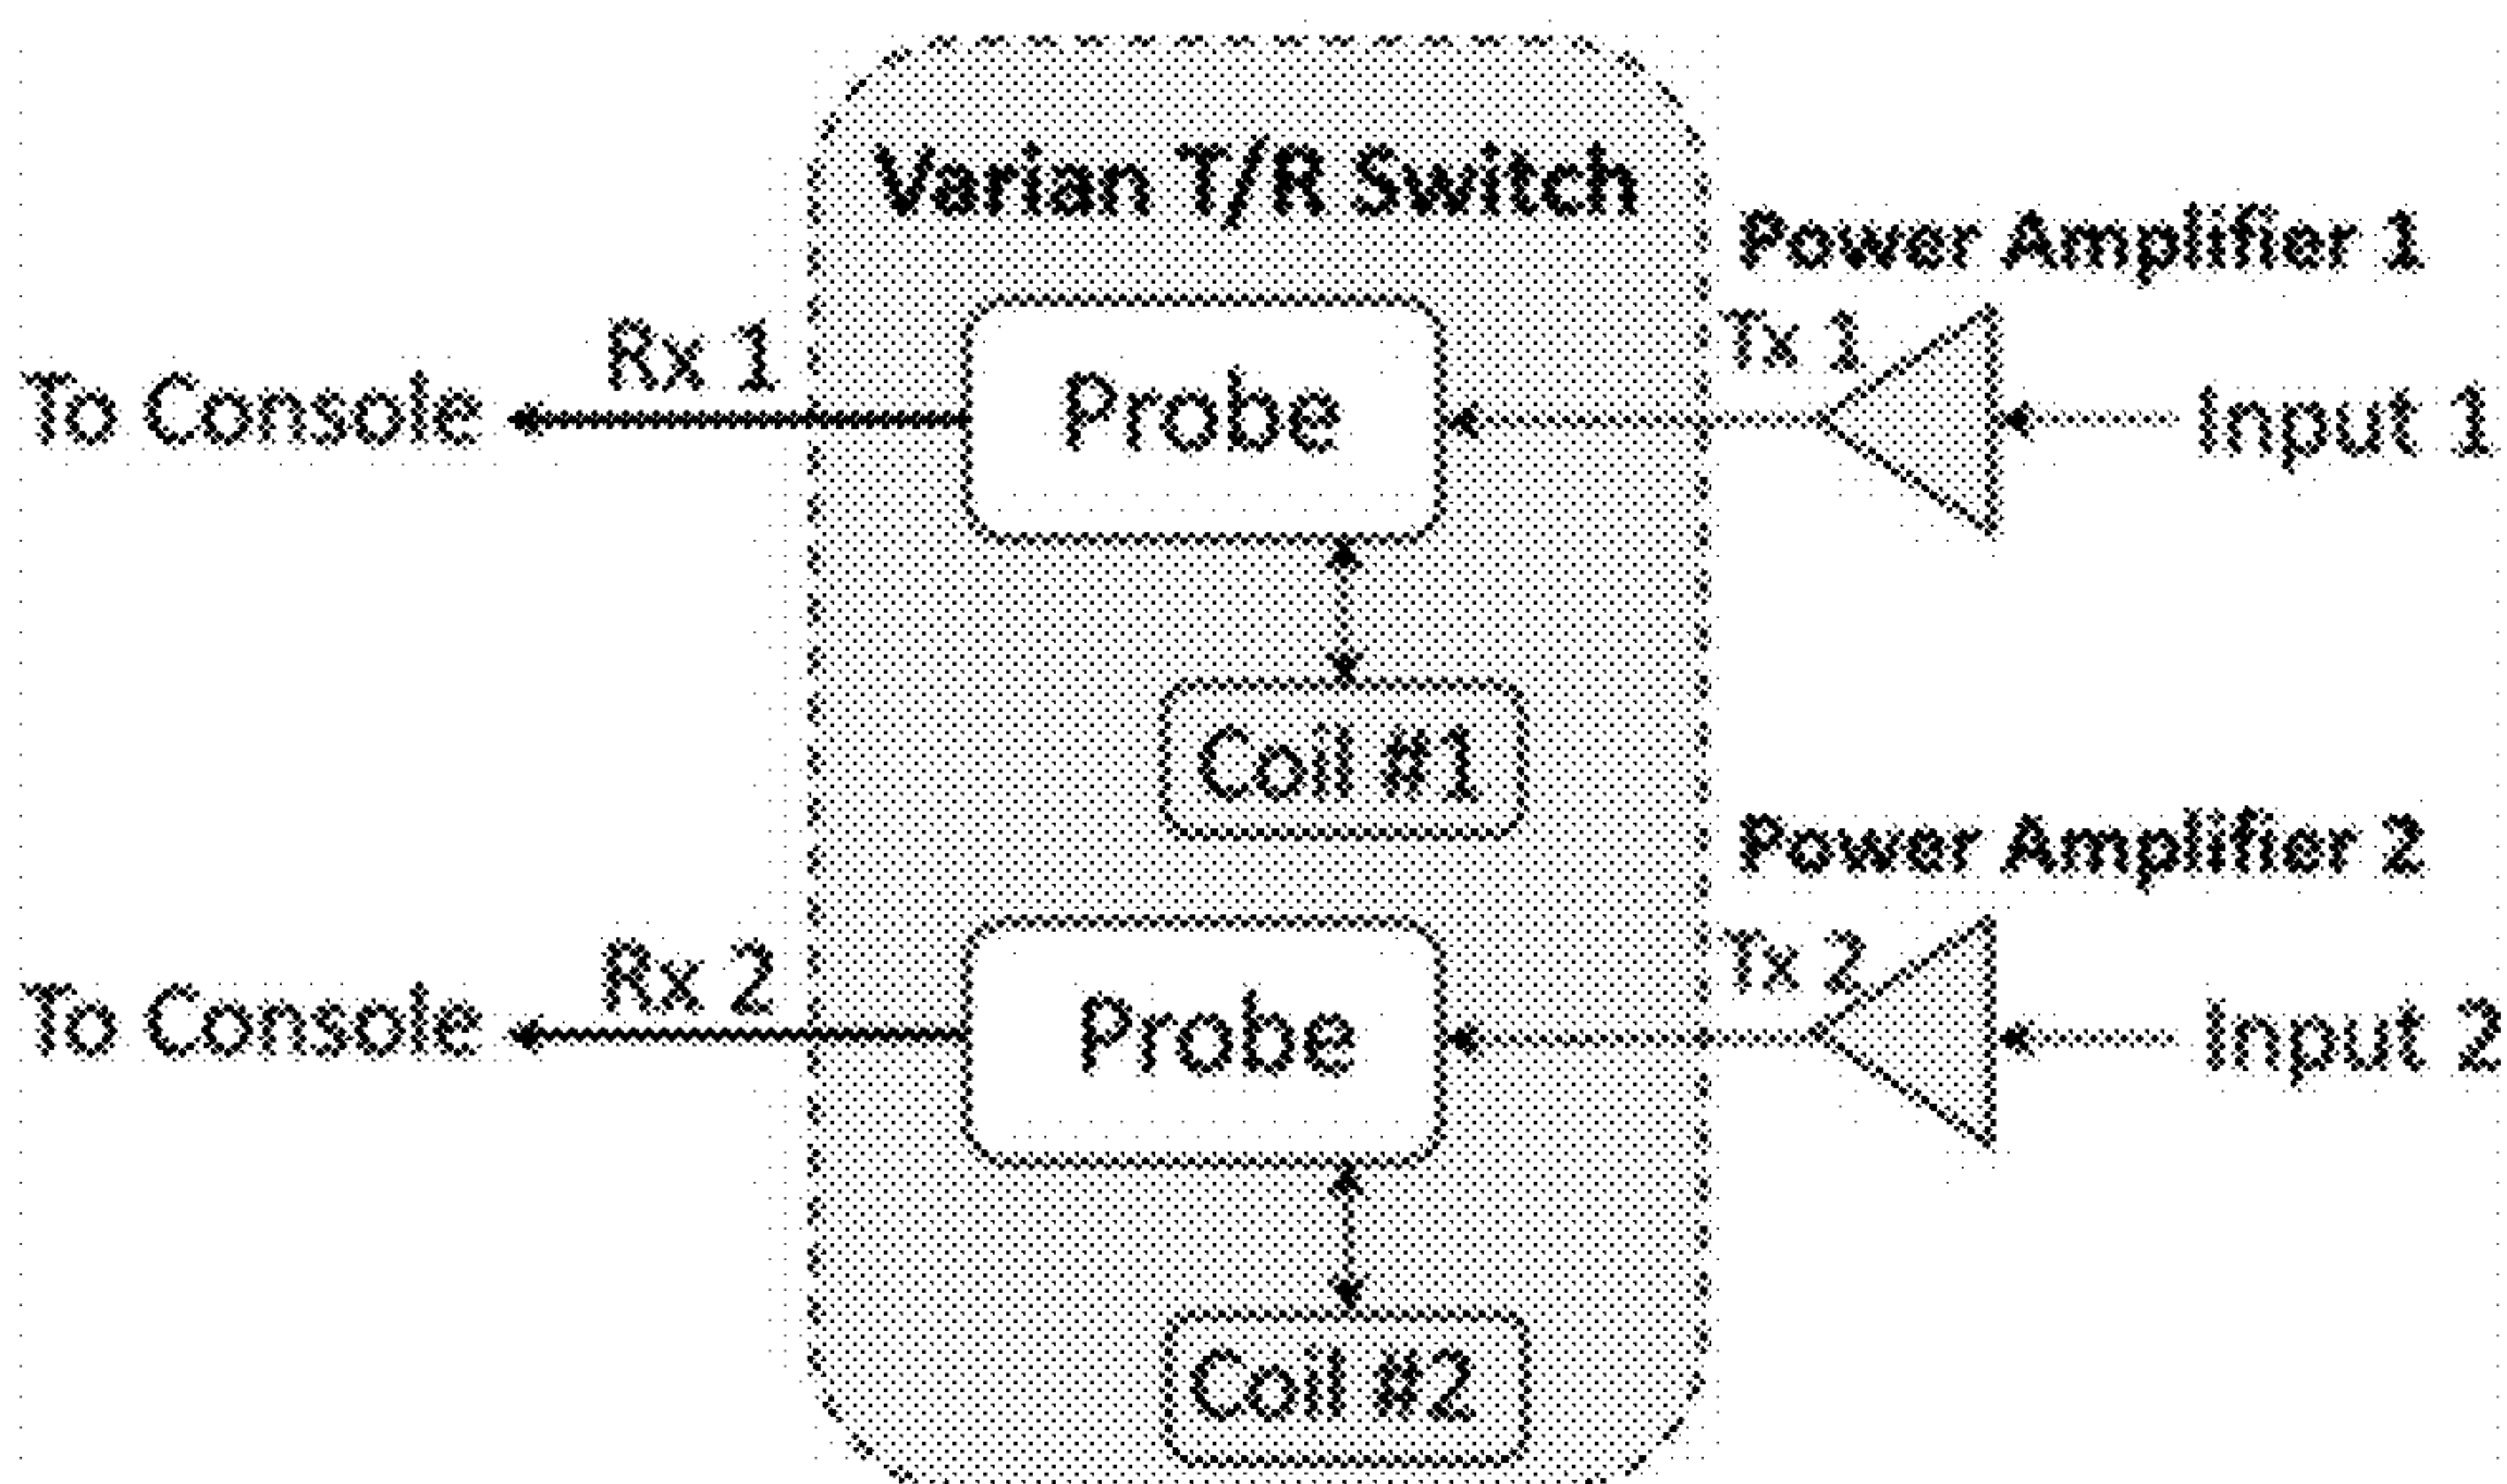 Varian T/R Switch
Power Amplifier 1
Rx 1
Tx 1
To Console
Probe
Input 1
Coil #1
Power Amplifier 2
Rx 2
Tx 2
To Console
Probe
Input 2
Coil #2